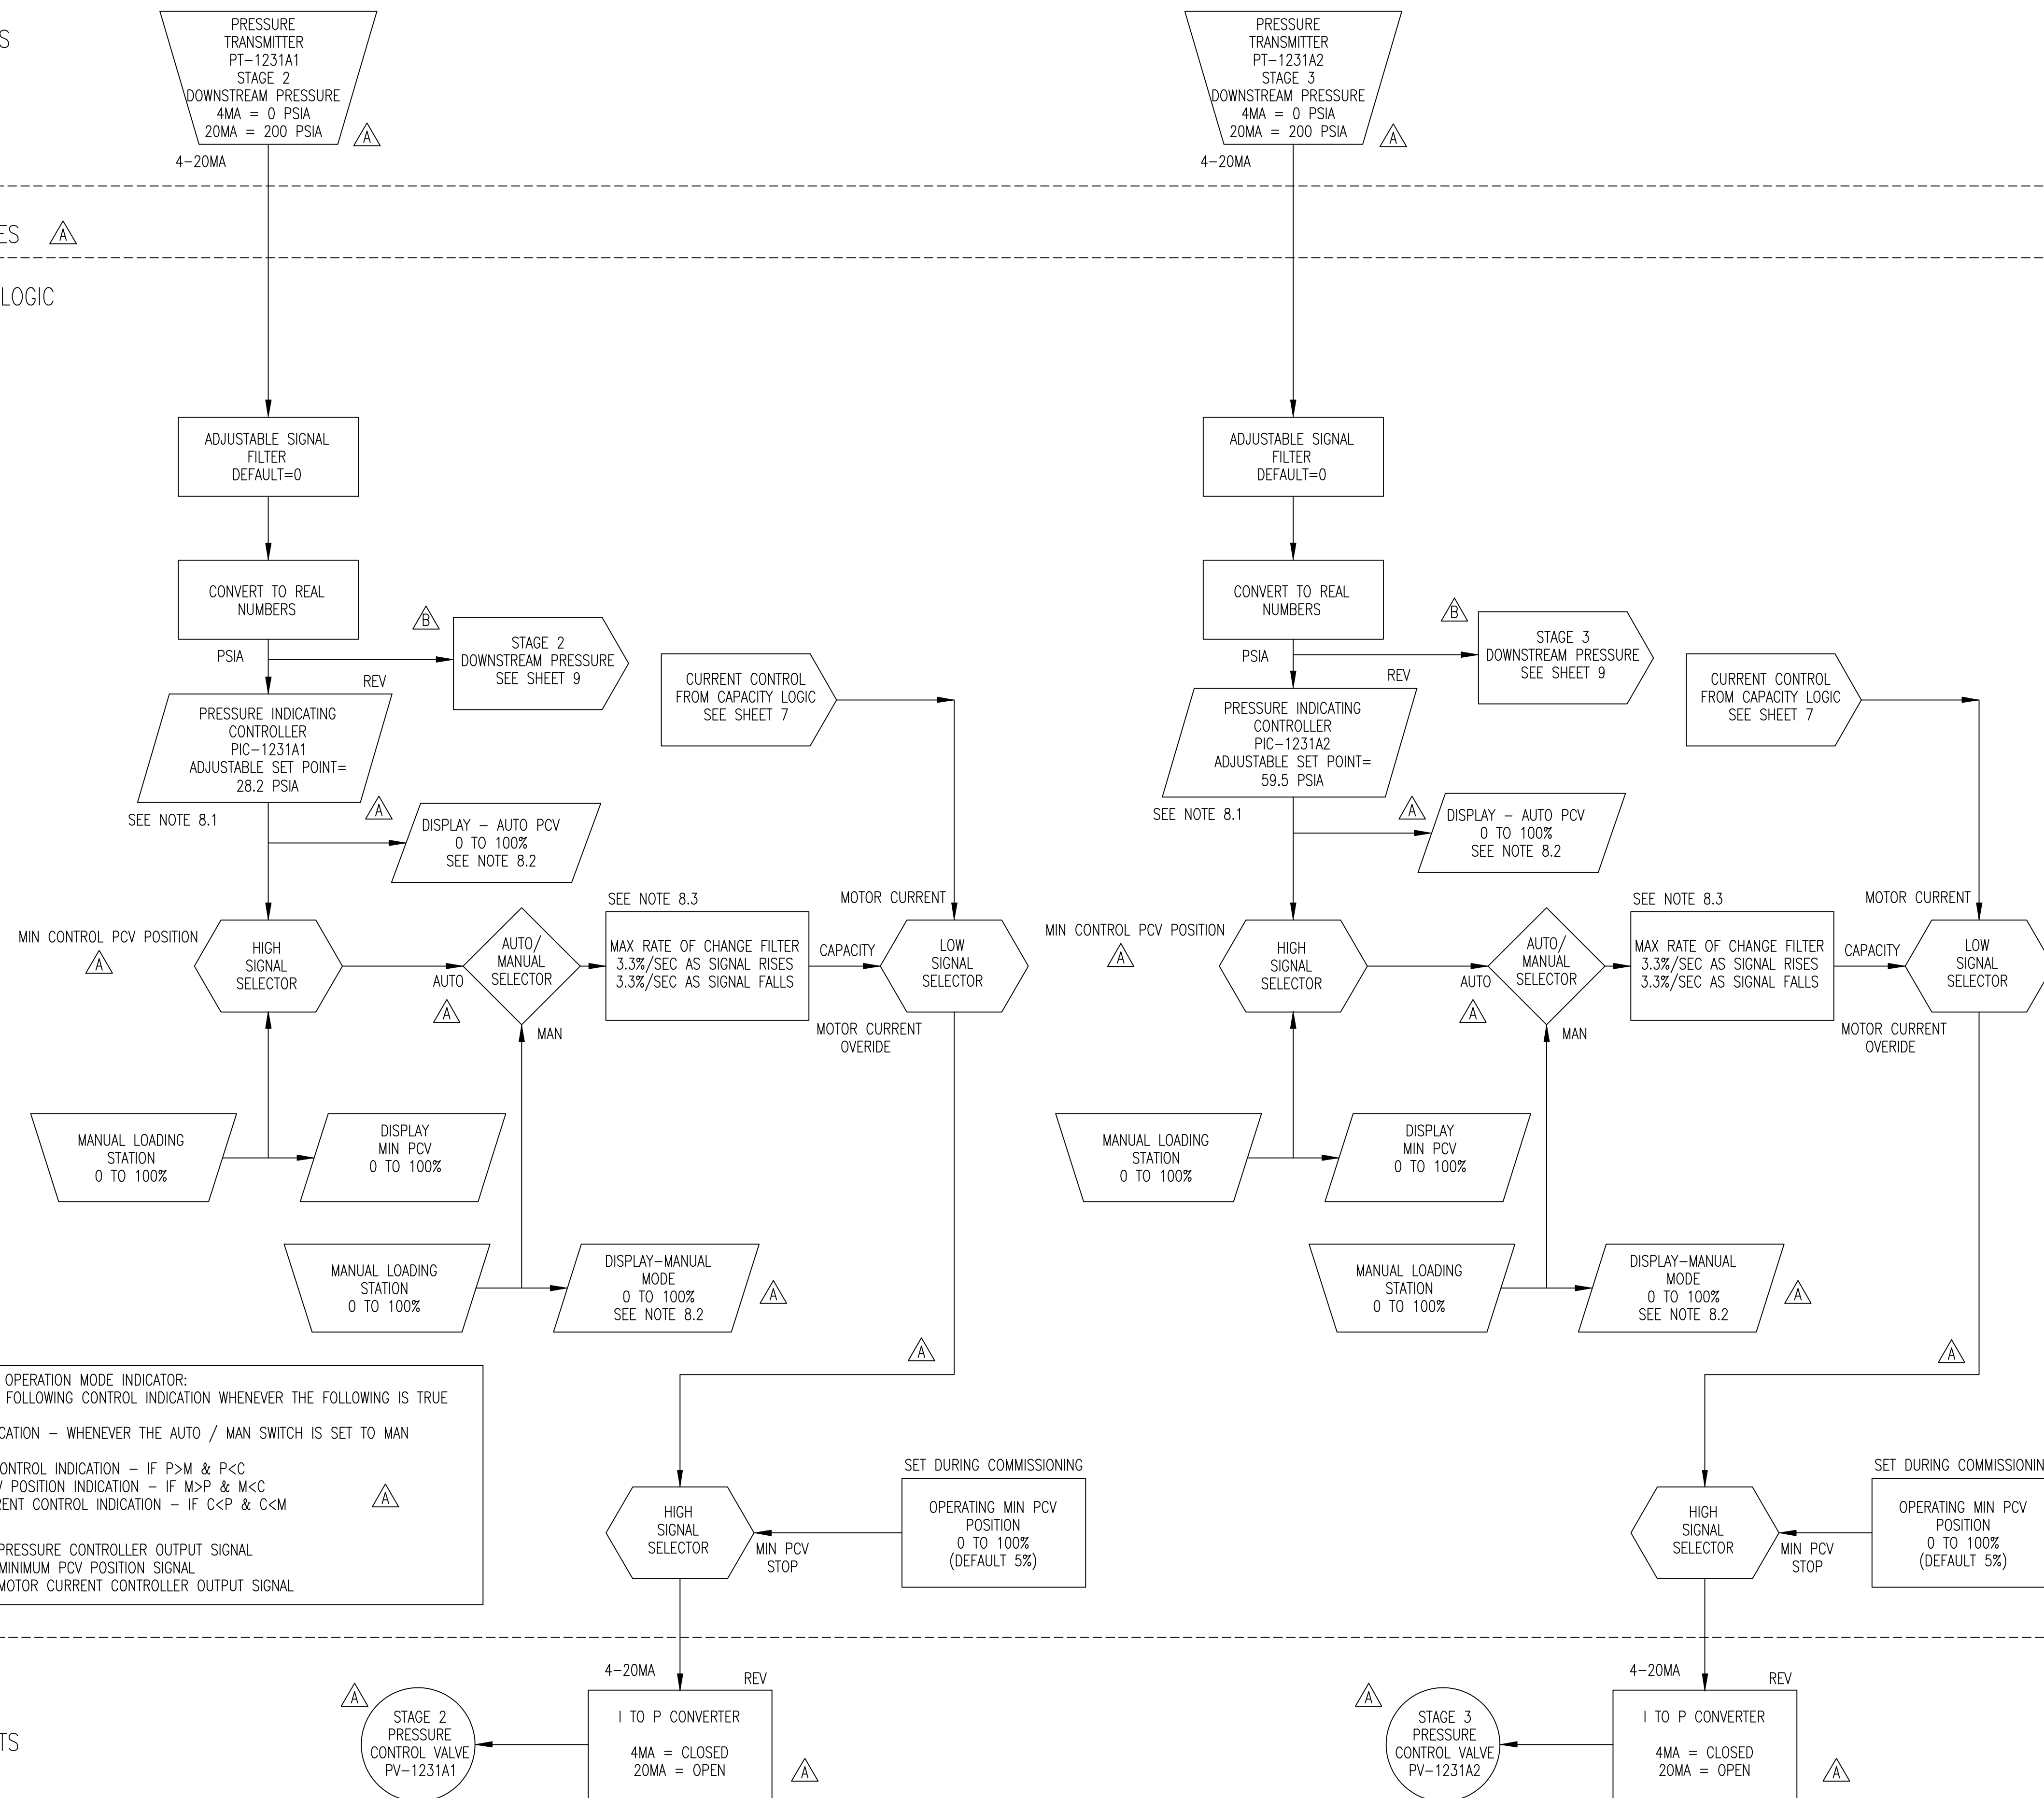 S
PRESSURE
TRANSMITTER
PT-1231A1
STAGE 2
DOWNSTREAM PRESSURE
4MA = 0 PSIA
20MA = 200 PSIA
A
4-20MA
PRESSURE
TRANSMITTER
PT-1231A2
STAGE 3
DOWNSTREAM PRESSURE
4MA = 0 PSIA
20MA = 200 PSIA
A
4-20MA
ES
A
LOGIC
ADJUSTABLE SIGNAL
FILTER
DEFAULT=0
CONVERT TO REAL
NUMBERS
PSIA
B
STAGE 2
DOWNSTREAM PRESSURE
SEE SHEET 9
REV
PRESSURE INDICATING
CONTROLLER
PIC-1231A1
ADJUSTABLE SET POINT=
28.2 PSIA
SEE NOTE 8.1
A
DISPLAY - AUTO PCV
0 TO 100%
SEE NOTE 8.2
CURRENT CONTROL
FROM CAPACITY LOGIC
SEE SHEET 7
MIN CONTROL PCV POSITION
A
HIGH
SIGNAL
SELECTOR
AUTO
A
AUTO/
MANUAL
SELECTOR
MAN
SEE NOTE 8.3
MAX RATE OF CHANGE FILTER
3.3%/SEC AS SIGNAL RISES
3.3%/SEC AS SIGNAL FALLS
MOTOR CURRENT
CAPACITY
LOW
SIGNAL
SELECTOR
MOTOR CURRENT
OVERIDE
MANUAL LOADING
STATION
0 TO 100%
DISPLAY
MIN PCV
0 TO 100%
MANUAL LOADING
STATION
0 TO 100%
DISPLAY-MANUAL
MODE
0 TO 100%
SEE NOTE 8.2
A
A
ADJUSTABLE SIGNAL
FILTER
DEFAULT=0
CONVERT TO REAL
NUMBERS
PSIA
B
STAGE 3
DOWNSTREAM PRESSURE
SEE SHEET 9
REV
PRESSURE INDICATING
CONTROLLER
PIC-1231A2
ADJUSTABLE SET POINT=
59.5 PSIA
SEE NOTE 8.1
A
DISPLAY - AUTO PCV
0 TO 100%
SEE NOTE 8.2
CURRENT CONTROL
FROM CAPACITY LOGIC
SEE SHEET 7
MIN CONTROL PCV POSITION
A
HIGH
SIGNAL
SELECTOR
AUTO
A
AUTO/
MANUAL
SELECTOR
MAN
SEE NOTE 8.3
MAX RATE OF CHANGE FILTER
3.3%/SEC AS SIGNAL RISES
3.3%/SEC AS SIGNAL FALLS
MOTOR CURRENT
CAPACITY
LOW
SIGNAL
SELECTOR
MOTOR CURRENT
OVERIDE
MANUAL LOADING
STATION
0 TO 100%
DISPLAY
MIN PCV
0 TO 100%
MANUAL LOADING
STATION
0 TO 100%
DISPLAY-MANUAL
MODE
0 TO 100%
SEE NOTE 8.2
A
A
OPERATION MODE INDICATOR:
FOLLOWING CONTROL INDICATION WHENEVER THE FOLLOWING IS TRUE
CATION - WHENEVER THE AUTO / MAN SWITCH IS SET TO MAN
ONTROL INDICATION - IF P>M & P<C
V POSITION INDICATION - IF M>P & M<C
RENT CONTROL INDICATION - IF C<P & C<M
A
PRESSURE CONTROLLER OUTPUT SIGNAL
MINIMUM PCV POSITION SIGNAL
MOTOR CURRENT CONTROLLER OUTPUT SIGNAL
HIGH
SIGNAL
SELECTOR
MIN PCV
STOP
SET DURING COMMISSIONING
OPERATING MIN PCV
POSITION
0 TO 100%
(DEFAULT 5%)
HIGH
SIGNAL
SELECTOR
MIN PCV
STOP
SET DURING COMMISSIONIN
OPERATING MIN PCV
POSITION
0 TO 100%
(DEFAULT 5%)
TS
A
STAGE 2
PRESSURE
CONTROL VALVE
PV-1231A1
4-20MA
REV
I TO P CONVERTER
4MA = CLOSED
20MA = OPEN
A
A
STAGE 3
PRESSURE
CONTROL VALVE
PV-1231A2
4-20MA
REV
I TO P CONVERTER
4MA = CLOSED
20MA = OPEN
A